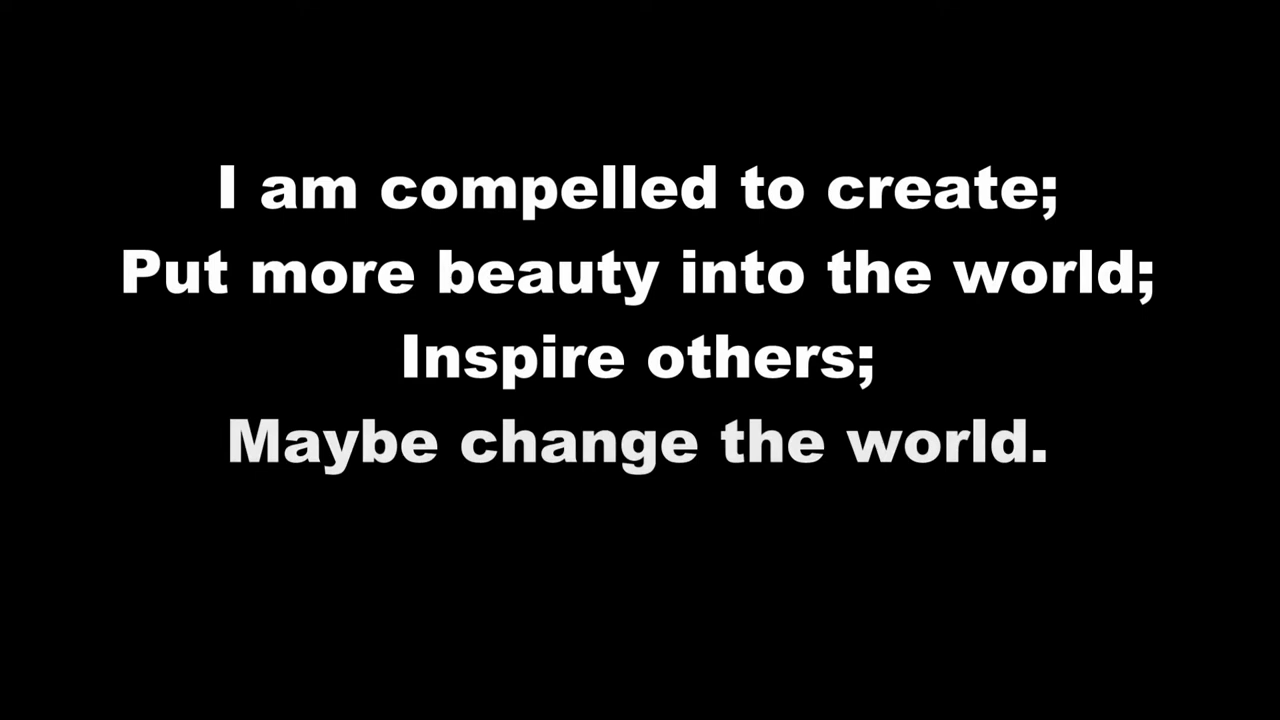 I am compelled to create;
Put more beauty into the world;
Inspire others;
Maybe change the world.